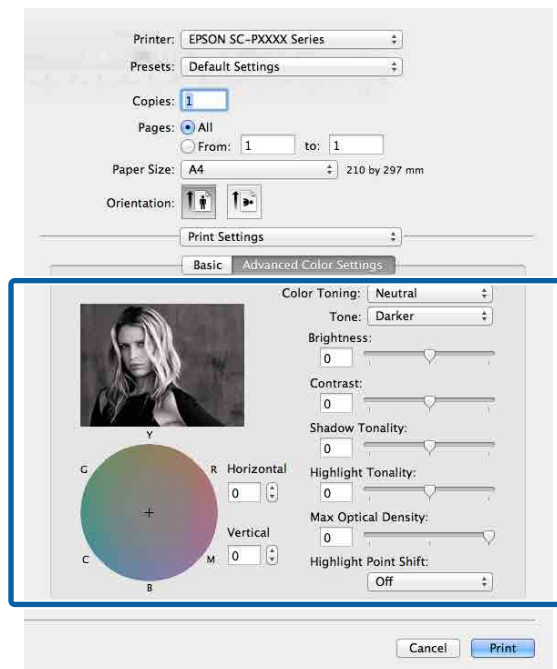 Printer: EPSON SC-PXXXX Series
Presets: Default Settings
Copies: 1
Pages: All
From: 1 to: 1
Paper Size: A4 210 by 297 mm
Orientation:
Print Settings
Basic Advanced Color Settings
Color Toning: Neutral
Tone: Darker
Brightness:
0
Contrast:
0
Shadow Tonality:
0
Highlight Tonality:
0
Max Optical Density:
0
Highlight Point Shift:
Off
Y
G R
C M
B
Horizontal
0
Vertical
0
Cancel Print